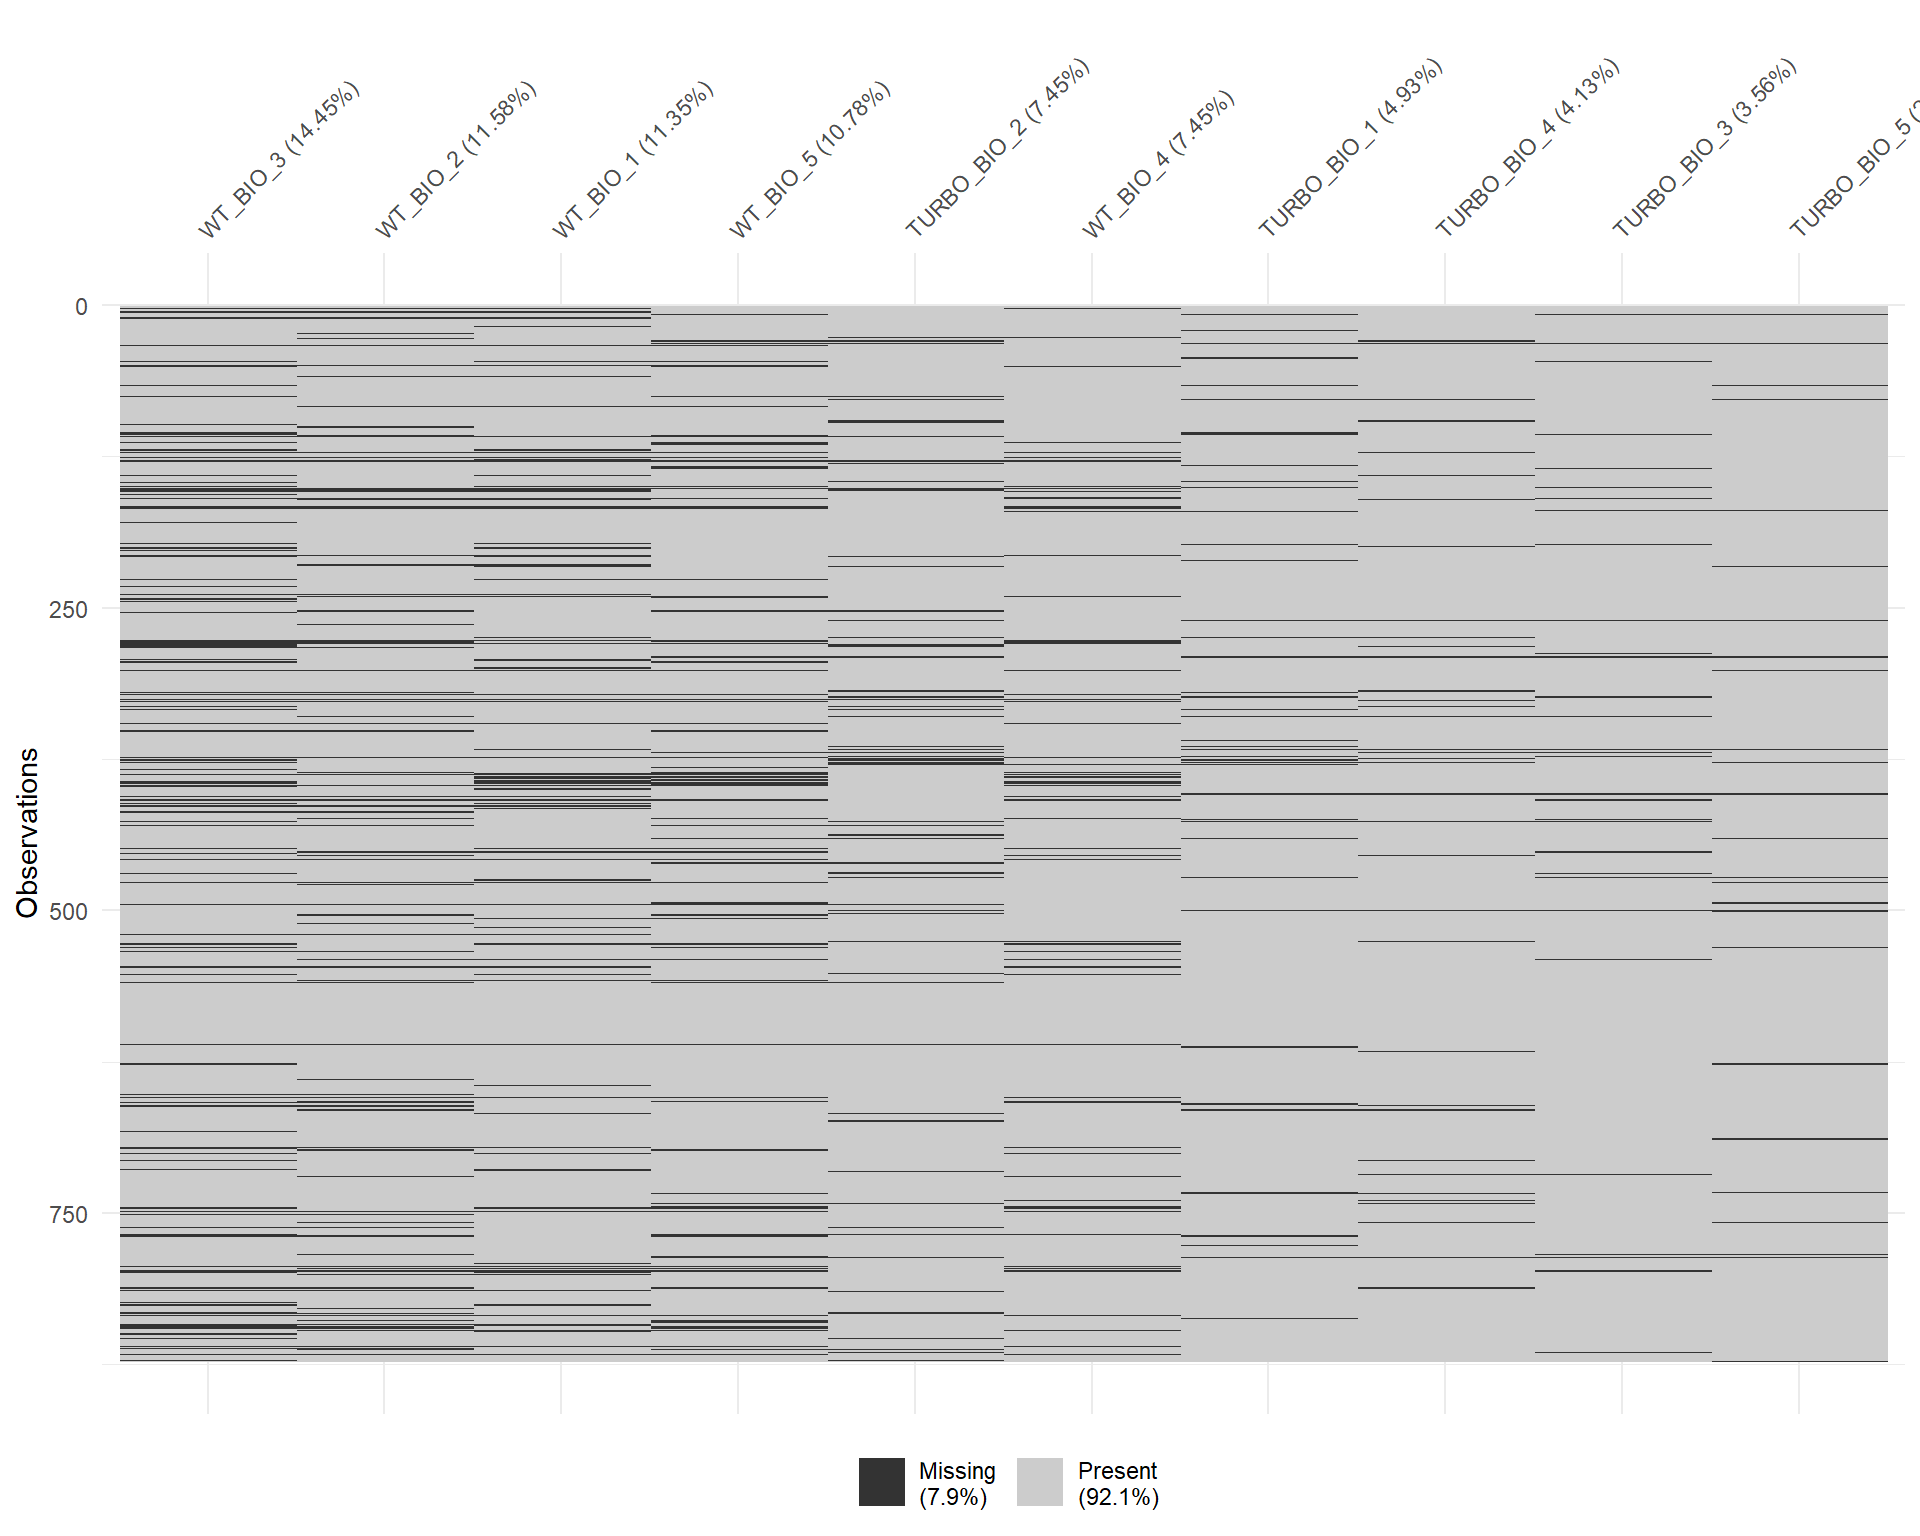 WT_BIO_3 (14.45%)
WT_BIO_2 (11.58%)
WT_BIO_1 (11.35%)
WT_BIO_5 (10.78%)
TURBO_BIO_2 (7.45%)
WT_BIO_4 (7.45%)
TURBO_BIO_1 (4.93%)
TURBO_BIO_4 (4.13%)
TURBO_BIO_3 (3.56%)
TURBO_BIO_5
0
250
500
750
Observations
Missing
(7.9%)
Present
(92.1%)